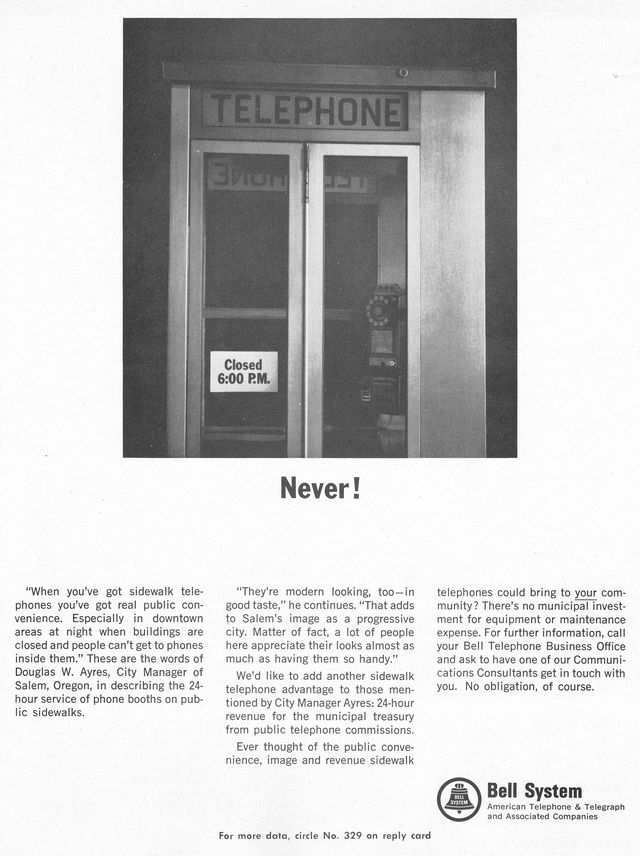 TELEPHONE
TELEPHONE
Closed
6:00 P.M.
Never!
"When you've got sidewalk tele-
phones you've got real public con-
venience. Especially in downtown
areas at night when buildings are
closed and people can't get to phones
inside them." These are the words of
Douglas W. Ayres, City Manager of
Salem, Oregon, in describing the 24-
hour service of phone booths on pub-
lic sidewalks.
"They're modern looking, too—in
good taste," he continues. "That adds
to Salem's image as a progressive
city. Matter of fact, a lot of people
here appreciate their looks almost as
much as having them so handy."
We'd like to add another sidewalk
telephone advantage to those men-
tioned by City Manager Ayres: 24-hour
revenue for the municipal treasury
from public telephone commissions.
Ever thought of the public conve-
nience, image and revenue sidewalk
telephones could bring to your com-
munity? There's no municipal invest-
ment for equipment or maintenance
expense. For further information, call
your Bell Telephone Business Office
and ask to have one of our Communi-
cations Consultants get in touch with
you. No obligation, of course.
BELL
SYSTEM
Bell System
American Telephone & Telegraph
and Associated Companies
For more data, circle No. 329 on reply card